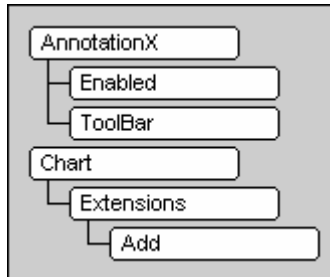 AnnotationX
Enabled
ToolBar
Chart
Extensions
Add